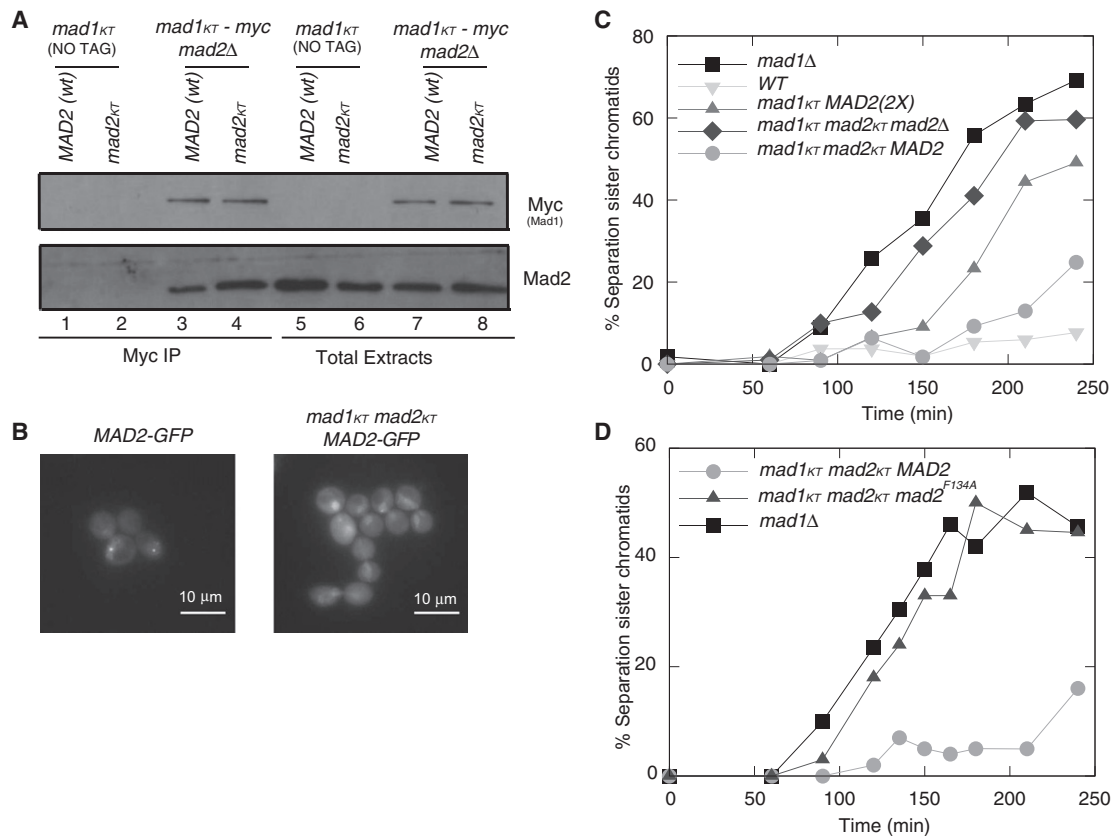 A
mad1KT
(NO TAG)
mad1KT - myc
mad2Δ
mad1KT
(NO TAG)
mad1KT - myc
mad2Δ
MAD2 (wt)
mad2KT
MAD2 (wt)
mad2KT
MAD2 (wt)
mad2KT
MAD2 (wt)
mad2KT
Myc
(Mad1)
Mad2
1 2 3 4 5 6 7 8
Myc IP
Total Extracts
B
MAD2-GFP
mad1KT mad2KT
MAD2-GFP
10 µm
10 µm
C
% Separation sister chromatids
80
60
40
20
0
mad1Δ
WT
mad1KT MAD2(2X)
mad1KT mad2KT mad2Δ
mad1KT mad2KT MAD2
0 50 100 150 200 250
Time (min)
D
% Separation sister chromatids
60
40
20
0
mad1KT mad2KT MAD2
mad1KT mad2KT mad2F134A
mad1Δ
0 50 100 150 200 250
Time (min)